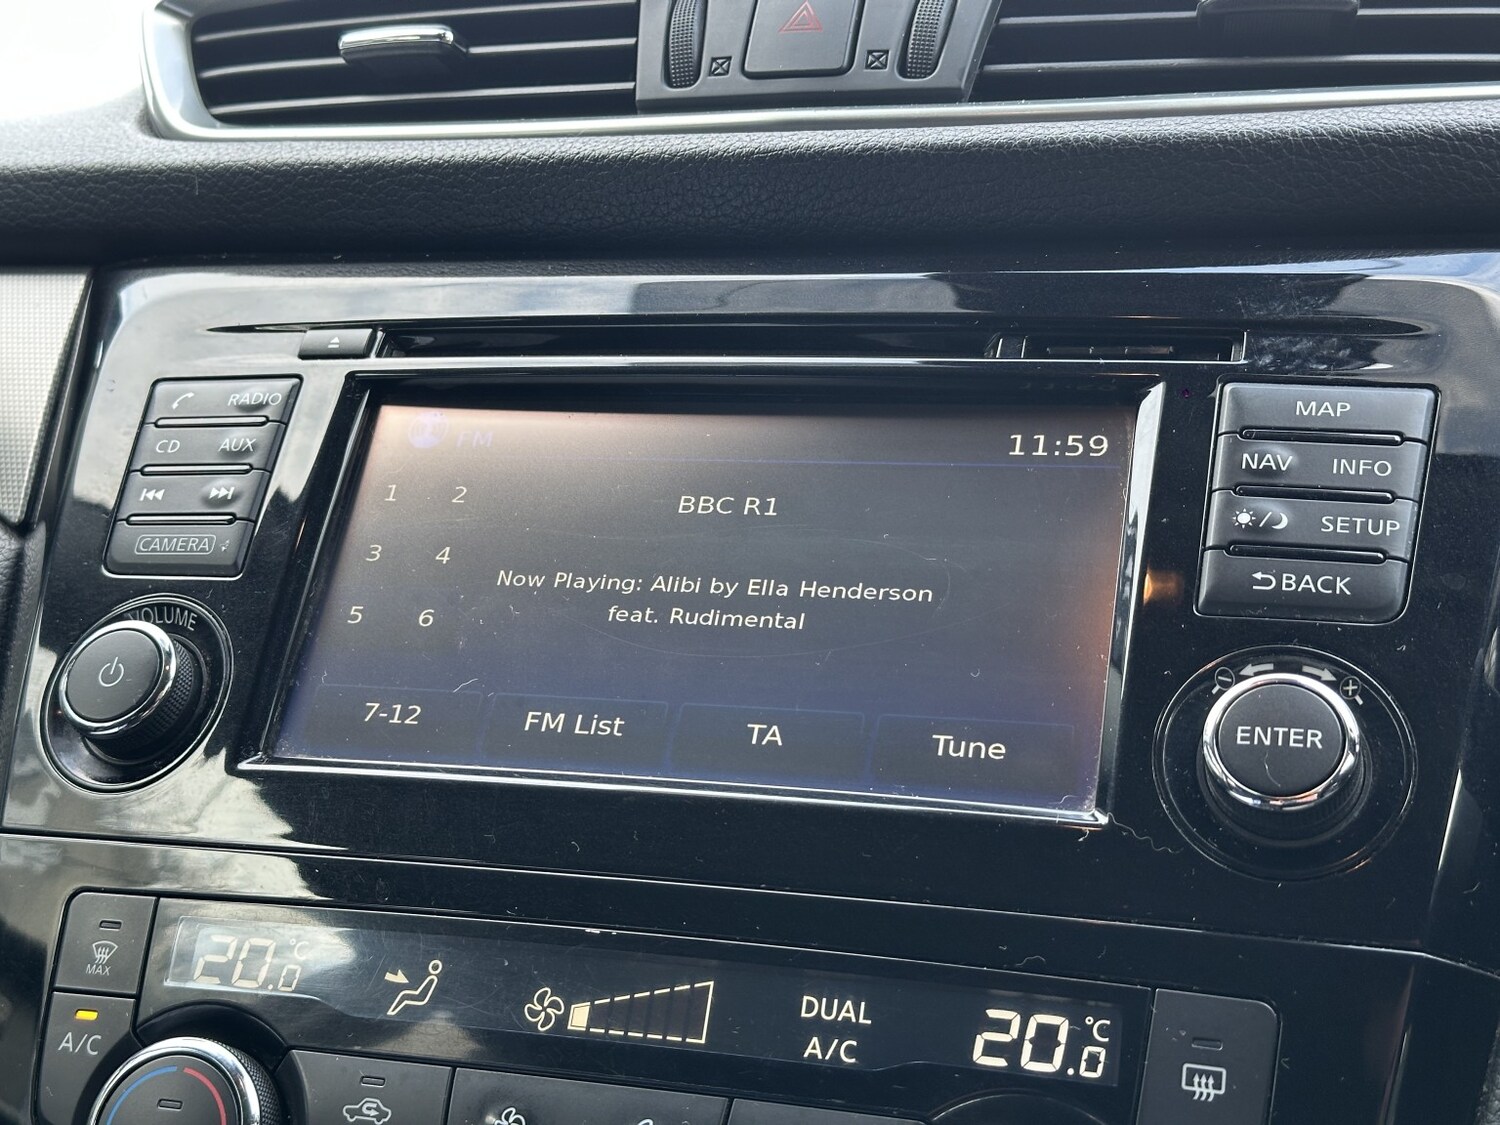 RADIO
CD AUX
CAMERA
VOLUME
FM
11:59
1 2
BBC R1
3 4
Now Playing: Alibi by Ella Henderson
feat. Rudimental
5 6
7-12 FM List TA Tune
MAP
NAV INFO
SETUP
BACK
ENTER
MAX
A/C
20.0 °C
DUAL
A/C
20.0 °C